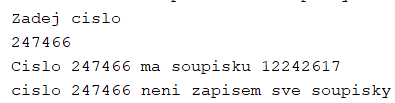 Zadej cislo
247466
Cislo 247466 ma soupisku 12242617
cislo 247466 neni zapisem sve soupisky